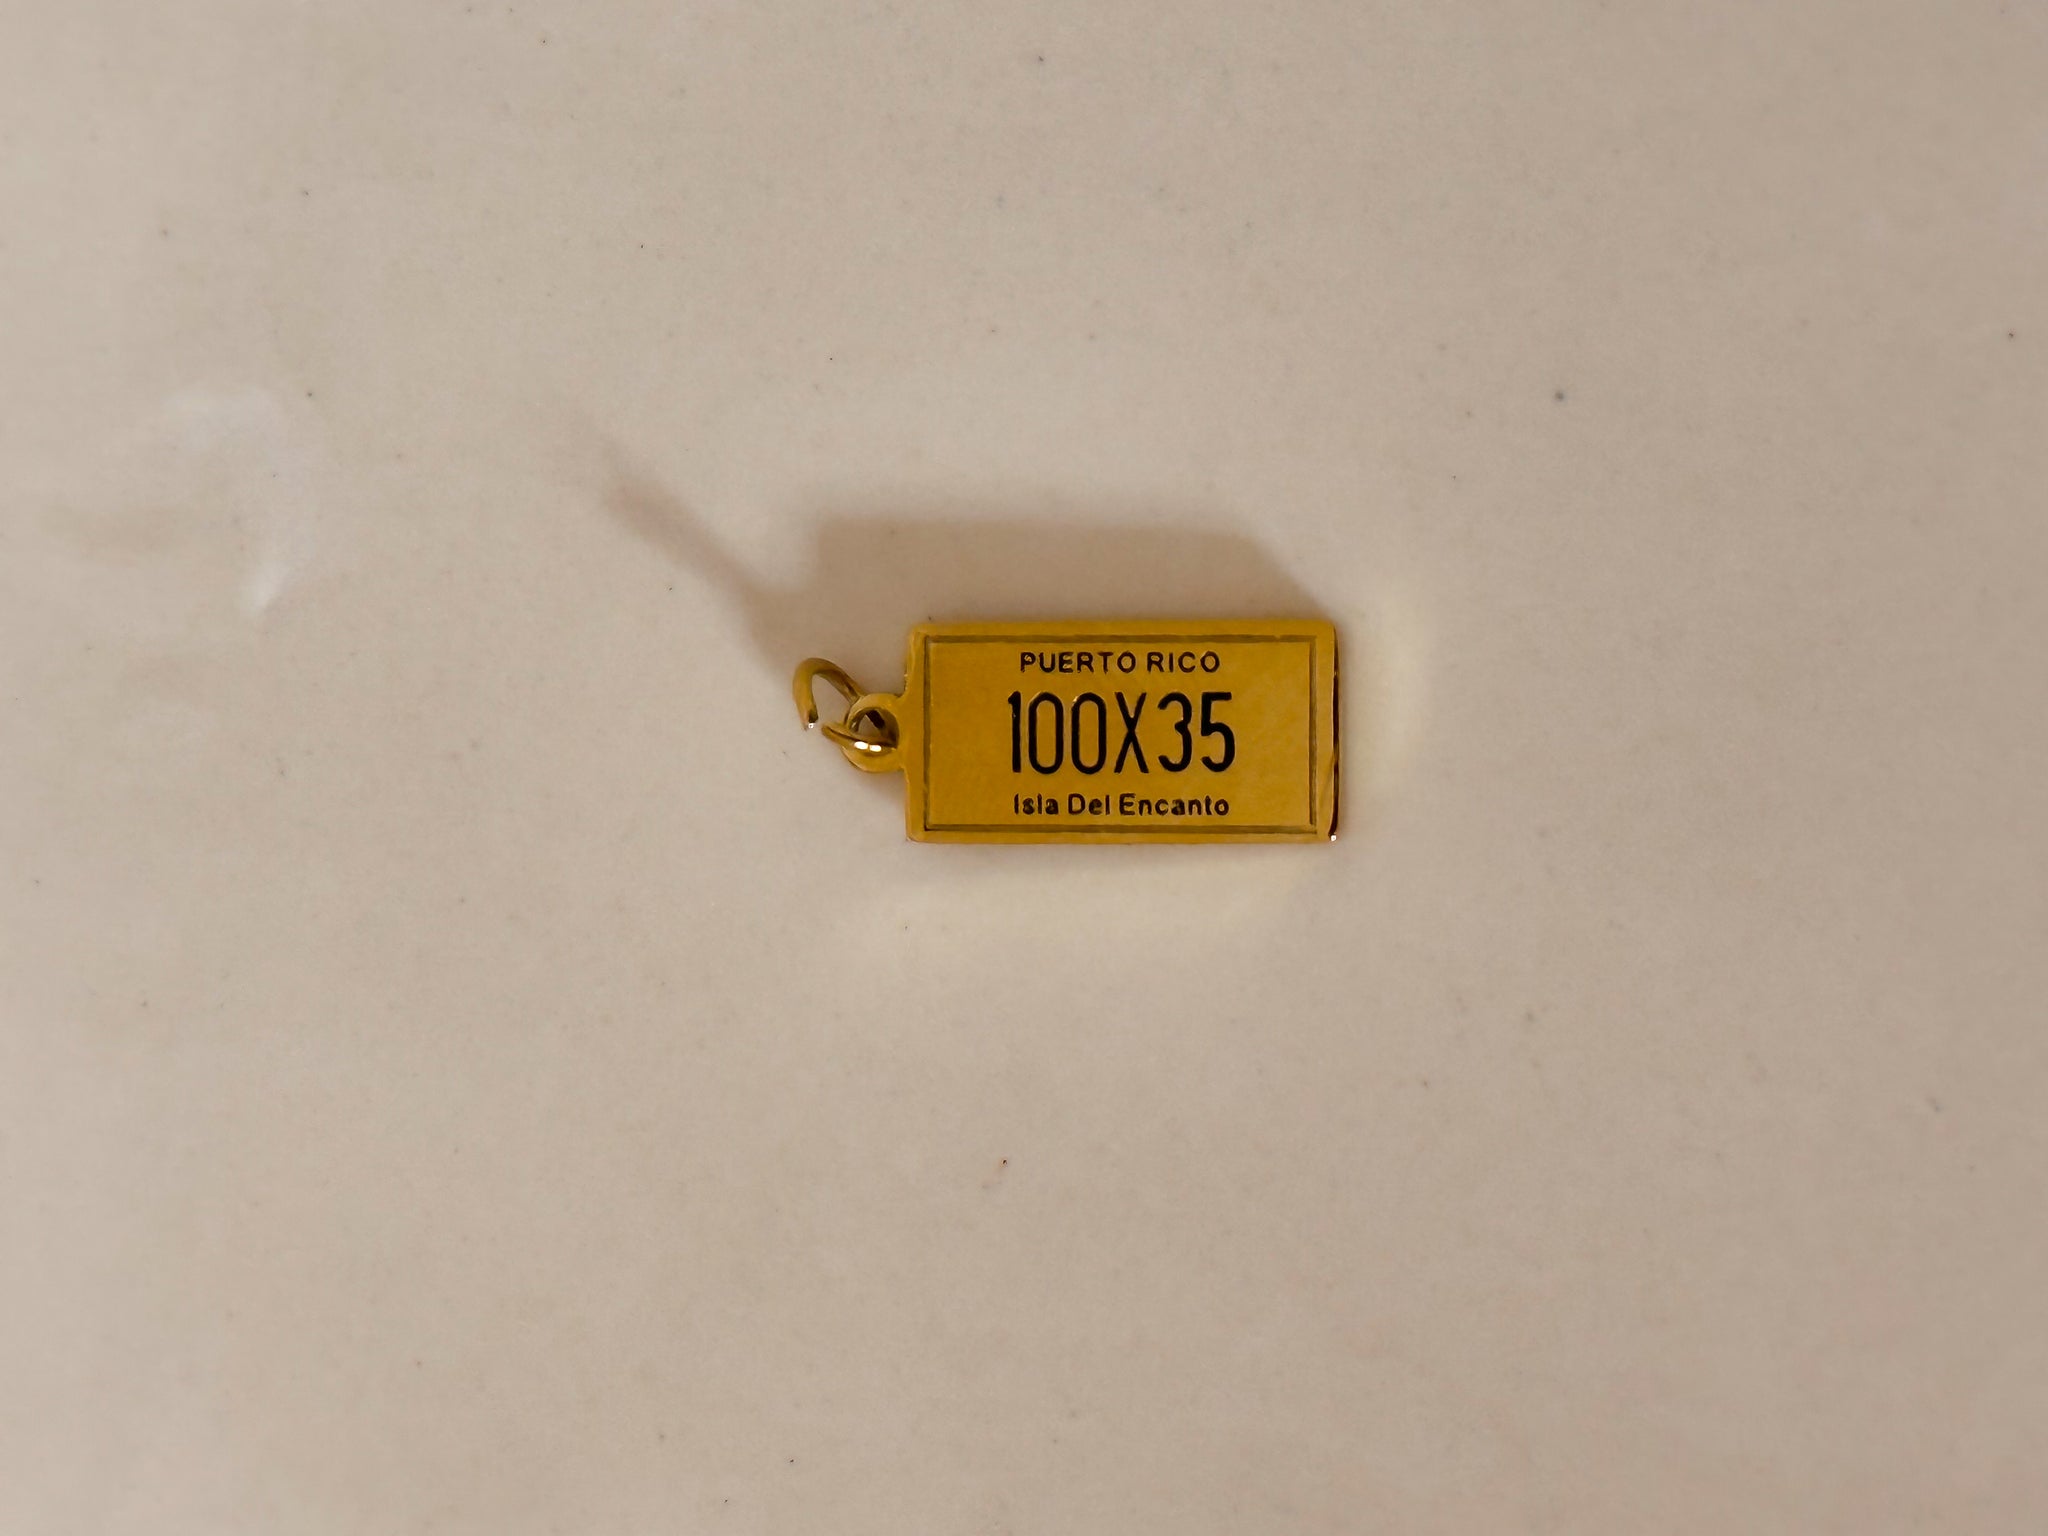 PUERTO RICO
100X35
Isla Del Encanto